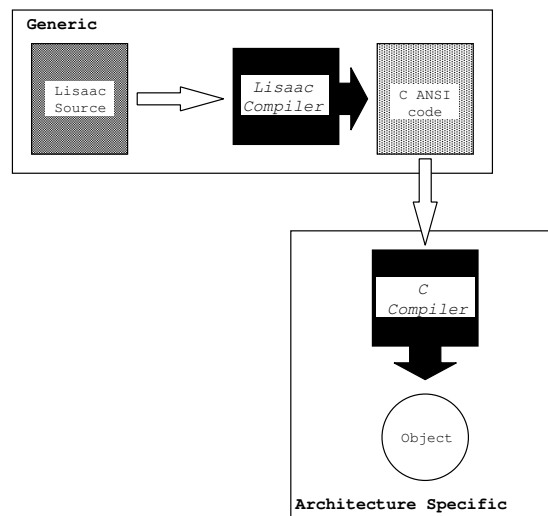 Generic
Lisaac
Source
Lisaac
Compiler
C ANSI
code
C
Compiler
Object
Architecture Specific